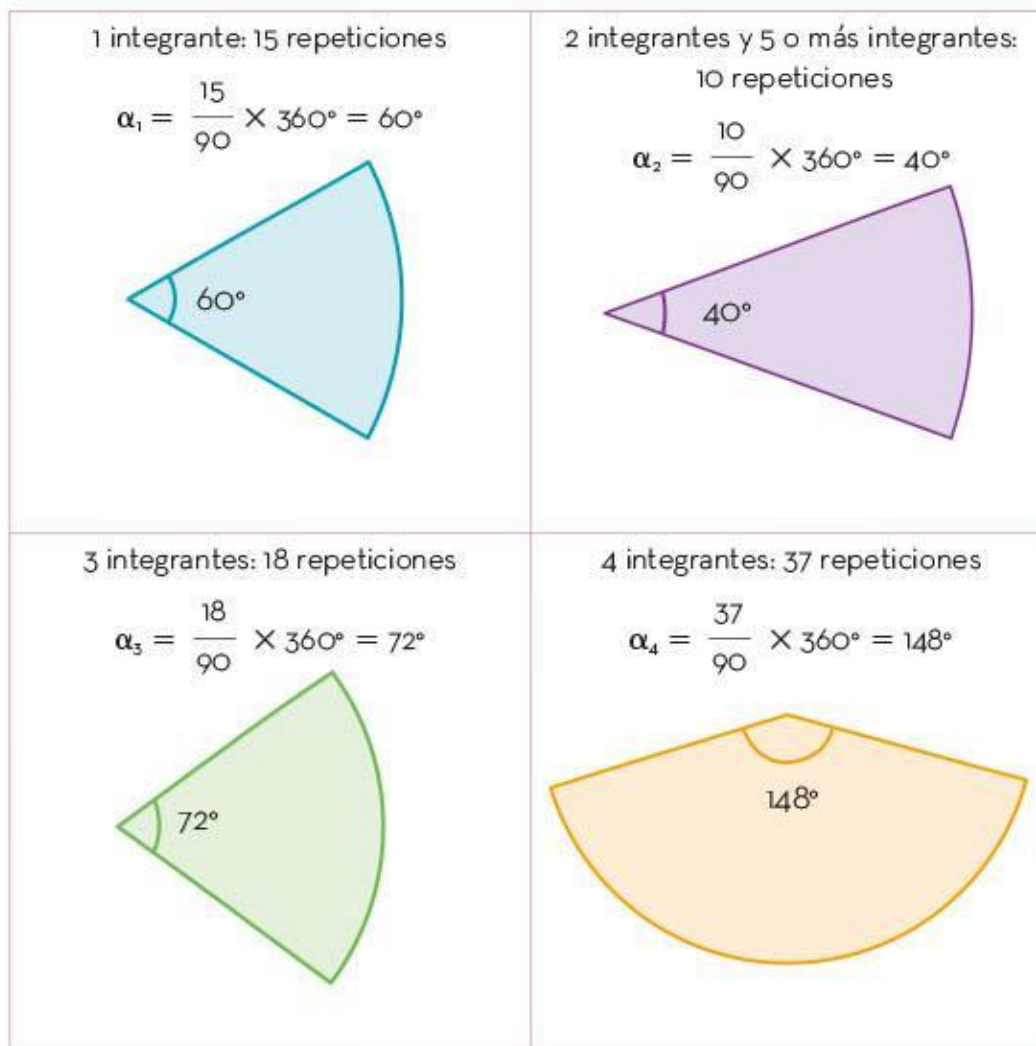 1 integrante: 15 repeticiones
α₁ = 15/90 × 360° = 60°
60°
2 integrantes y 5 o más integrantes:
10 repeticiones
α₂ = 10/90 × 360° = 40°
40°
3 integrantes: 18 repeticiones
α₃ = 18/90 × 360° = 72°
72°
4 integrantes: 37 repeticiones
α₄ = 37/90 × 360° = 148°
148°